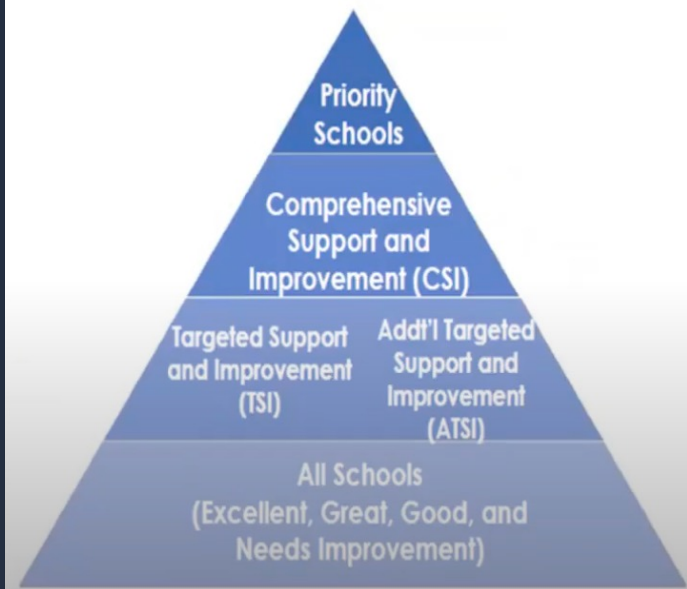 Priority
Schools
Comprehensive
Support and
Improvement (CSI)
Targeted Support
and Improvement
(TSI)
Addt'l Targeted
Support and
Improvement
(ATSI)
All Schools
(Excellent, Great, Good, and
Needs Improvement)